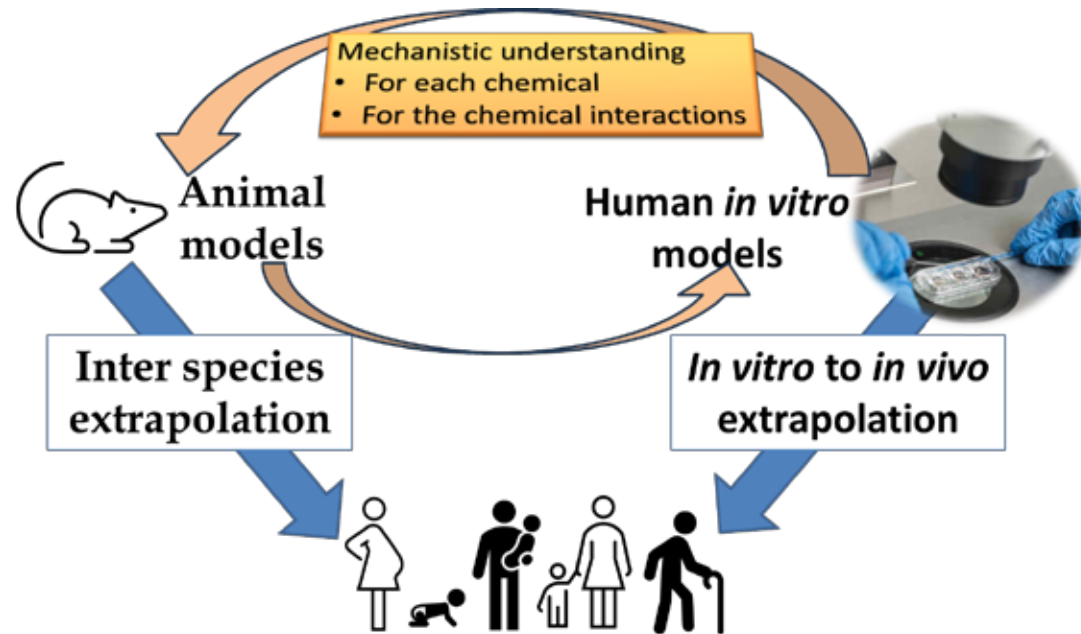 Mechanistic understanding
• For each chemical
• For the chemical interactions
Animal
models
Human in vitro
models
Inter species
extrapolation
In vitro to in vivo
extrapolation